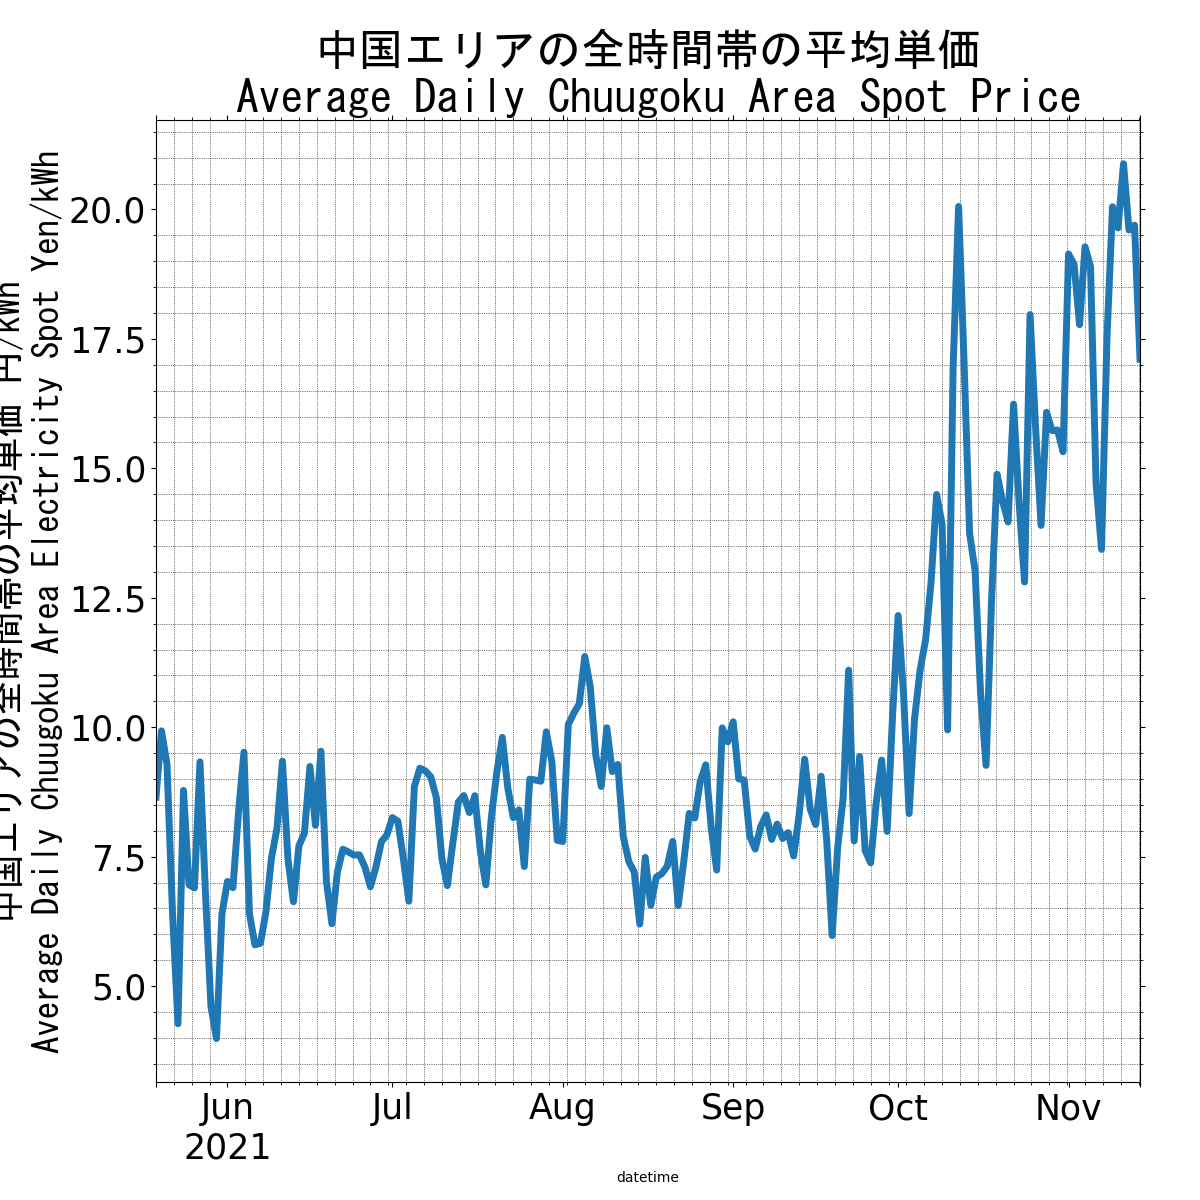 中国エリアの全時間帯の平均単価
Average Daily Chuugoku Area Spot Price
中国エリアの全時間帯の平均単価 円/kWh
Average Daily Chuugoku Area Electricity Spot Yen/kWh
20.0
17.5
15.0
12.5
10.0
7.5
5.0
Jun Jul Aug Sep Oct Nov
2021
datetime